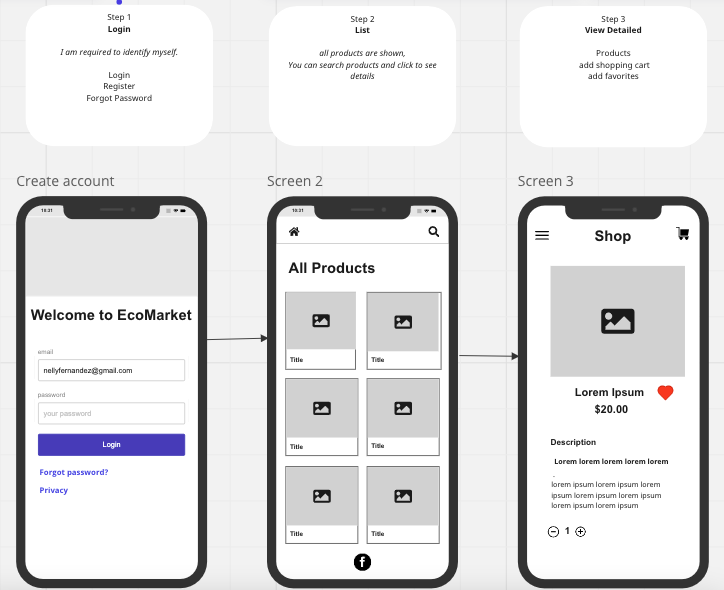 Step 1
Login
I am required to identify myself.
Login
Register
Forgot Password
Step 2
List
all products are shown,
You can search products and click to see
details
Step 3
View Detailed
Products
add shopping cart
add favorites
Create account
10:31
Welcome to EcoMarket
email
nellyfernandez@gmail.com
password
your password
Login
Forgot password?
Privacy
Screen 2
10:31
All Products
Title
Title
Title
Title
Title
Title
Screen 3
Shop
Lorem Ipsum
$20.00
Description
Lorem lorem lorem lorem lorem
.
lorem ipsum lorem ipsum lorem
ipsum lorem ipsum lorem ipsum
lorem ipsum lorem ipsum
1